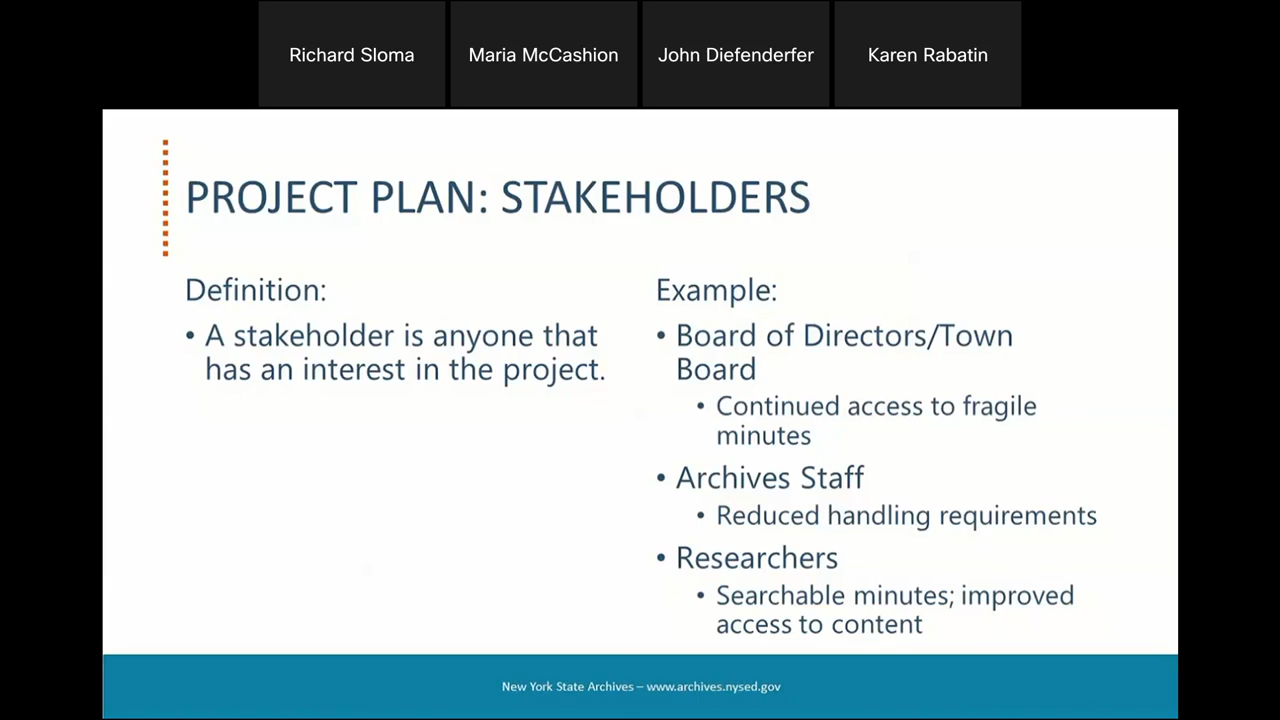 Richard Sloma
Maria McCashion
John Diefenderfer
Karen Rabatin
PROJECT PLAN: STAKEHOLDERS
Definition:
• A stakeholder is anyone that
has an interest in the project.
Example:
• Board of Directors/Town
Board
• Continued access to fragile
minutes
• Archives Staff
• Reduced handling requirements
• Researchers
• Searchable minutes; improved
access to content
New York State Archives – www.archives.nysed.gov